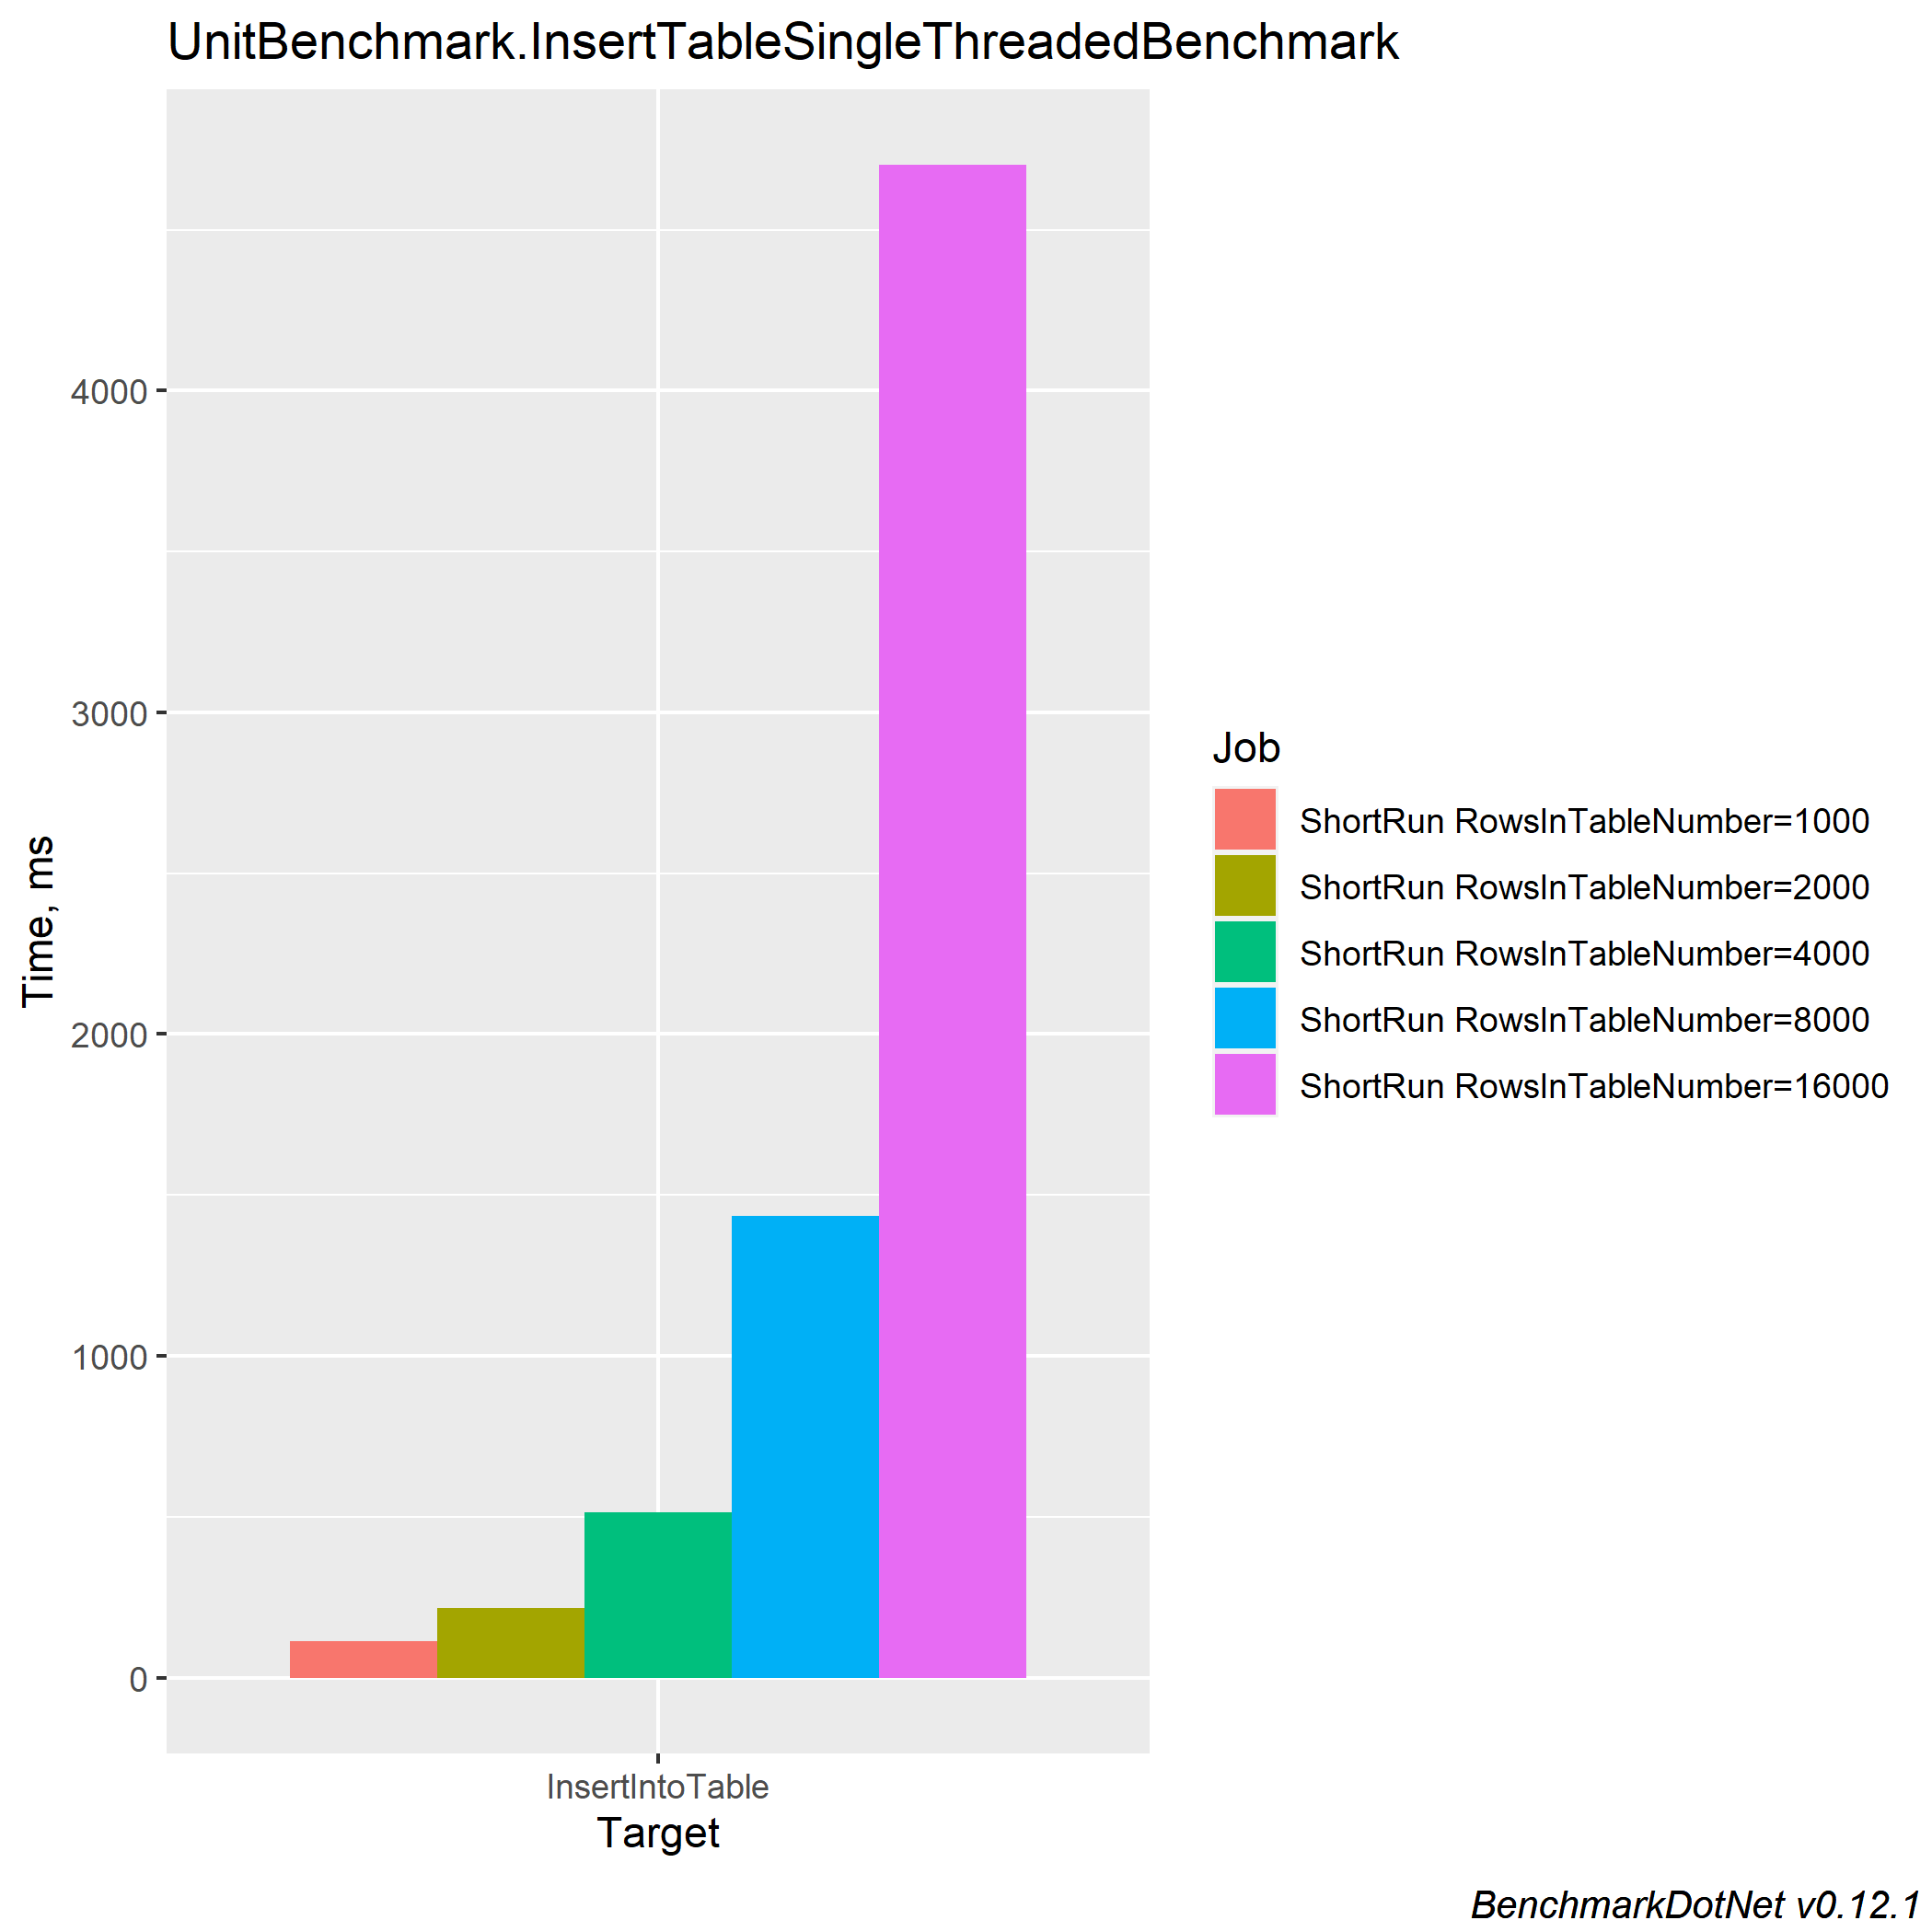 UnitBenchmark.InsertTableSingleThreadedBenchmark
4000
3000
2000
1000
0
Time, ms
InsertIntoTable
Target
Job
ShortRun RowsInTableNumber=1000
ShortRun RowsInTableNumber=2000
ShortRun RowsInTableNumber=4000
ShortRun RowsInTableNumber=8000
ShortRun RowsInTableNumber=16000
BenchmarkDotNet v0.12.1